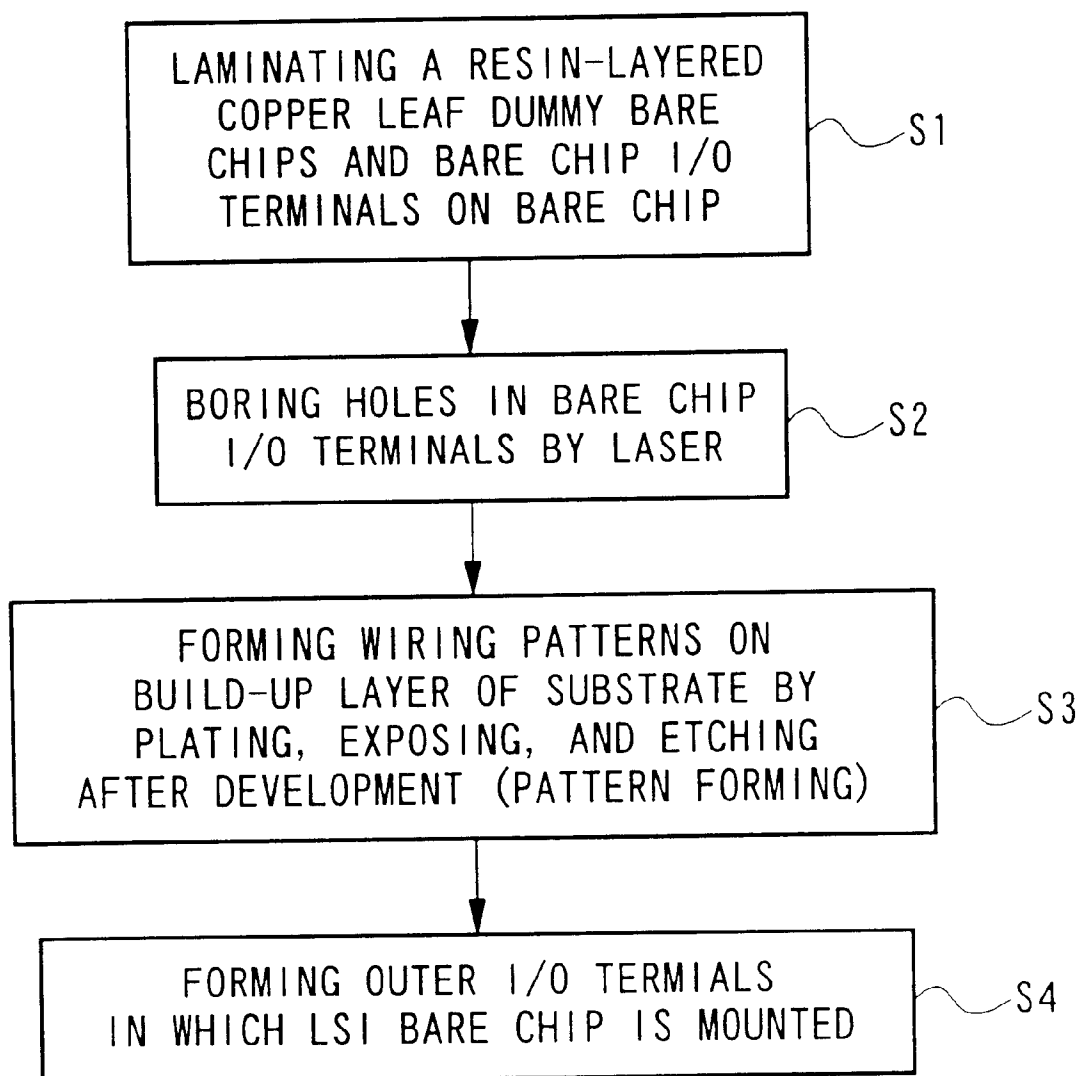 LAMINATING A RESIN-LAYERED
COPPER LEAF DUMMY BARE
CHIPS AND BARE CHIP I/O
TERMINALS ON BARE CHIP
S1
BORING HOLES IN BARE CHIP
I/O TERMINALS BY LASER
S2
FORMING WIRING PATTERNS ON
BUILD-UP LAYER OF SUBSTRATE BY
PLATING, EXPOSING, AND ETCHING
AFTER DEVELOPMENT (PATTERN FORMING)
S3
FORMING OUTER I/O TERMIALS
IN WHICH LSI BARE CHIP IS MOUNTED
S4